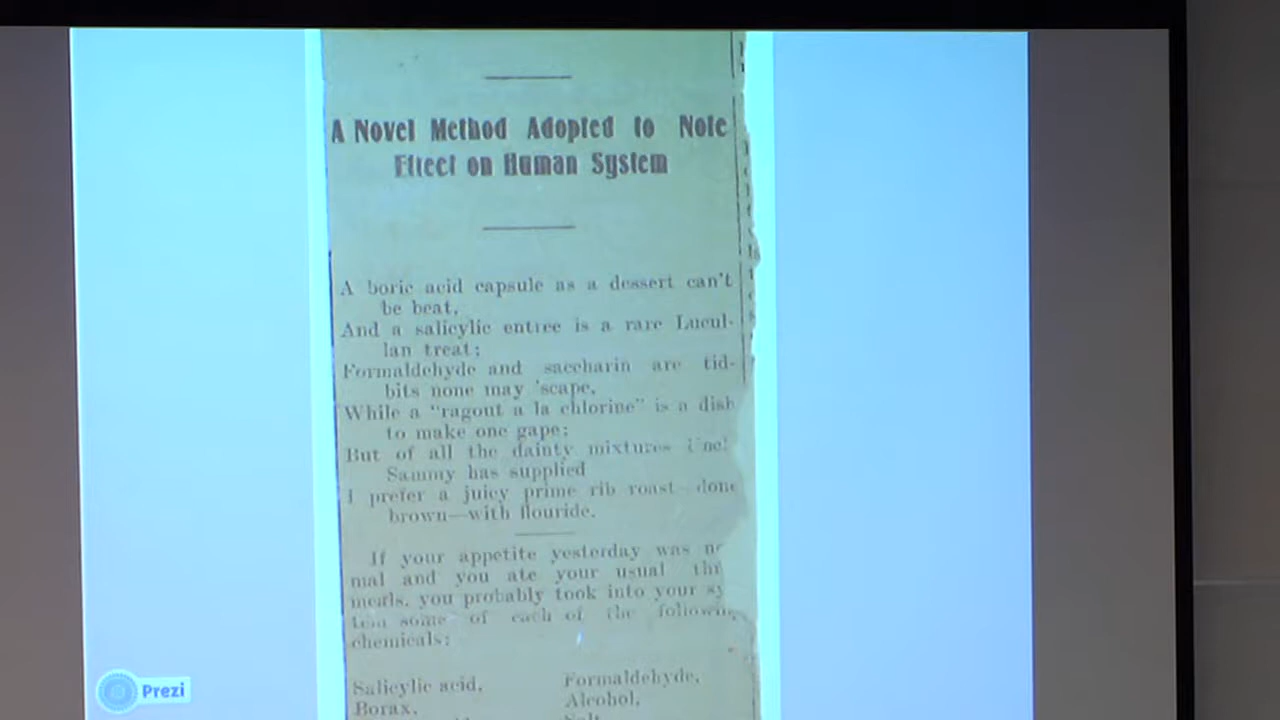 A Novel Method Adopted to Note
Effect on Human System
A boric acid capsule as a dessert can't
be beat,
And a salicylic entree is a rare Lucul-
lan treat;
Formaldehyde and saccharin are tid-
bits none may 'scape,
While a "ragout a la chlorine" is a dish
to make one gape;
But of all the dainty mixtures Uncl
Sammy has supplied
I prefer a juicy prime rib roast—done
brown—with flouride.
If your appetite yesterday was n
mal and you ate your usual thr
meals, you probably took into your sy
tem some of each of the following
chemicals:
Salicylic acid,
Formaldehyde,
Borax,
Alcohol,
Salt
Prezi